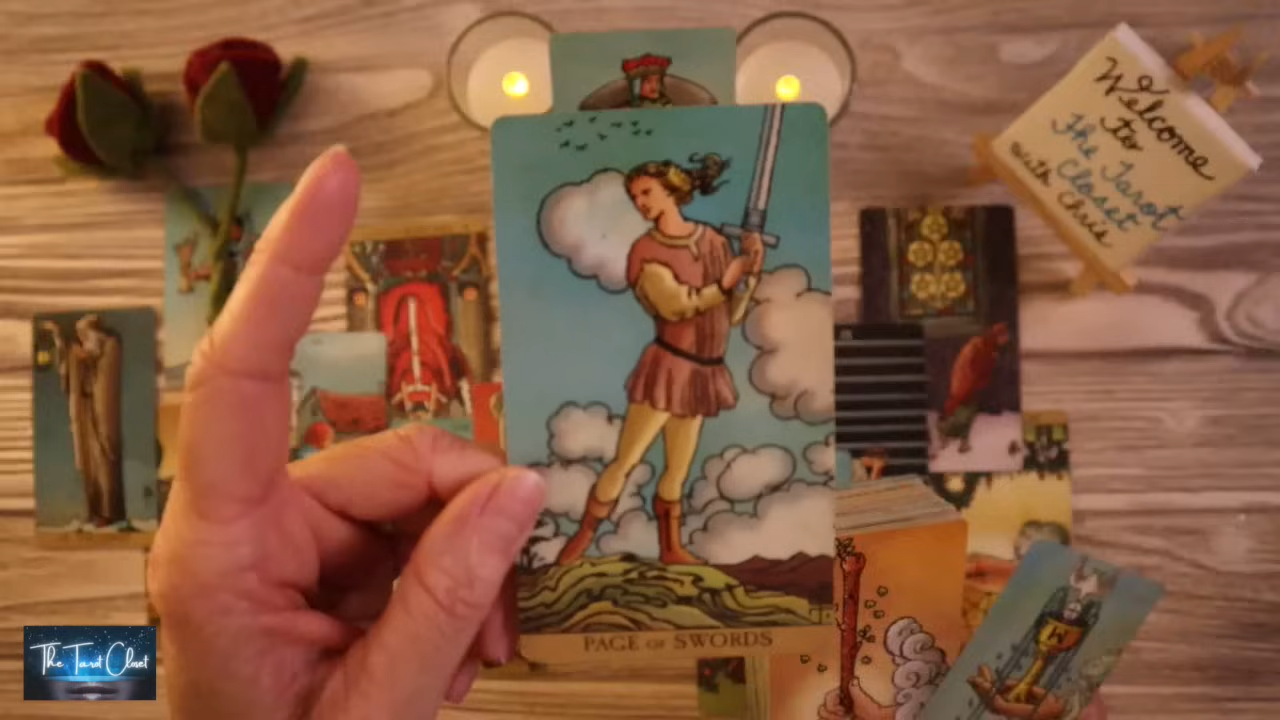 Welcome
To
The Tarot
Closet
with Chris
PAGE OF SWORDS
The Tarot Closet